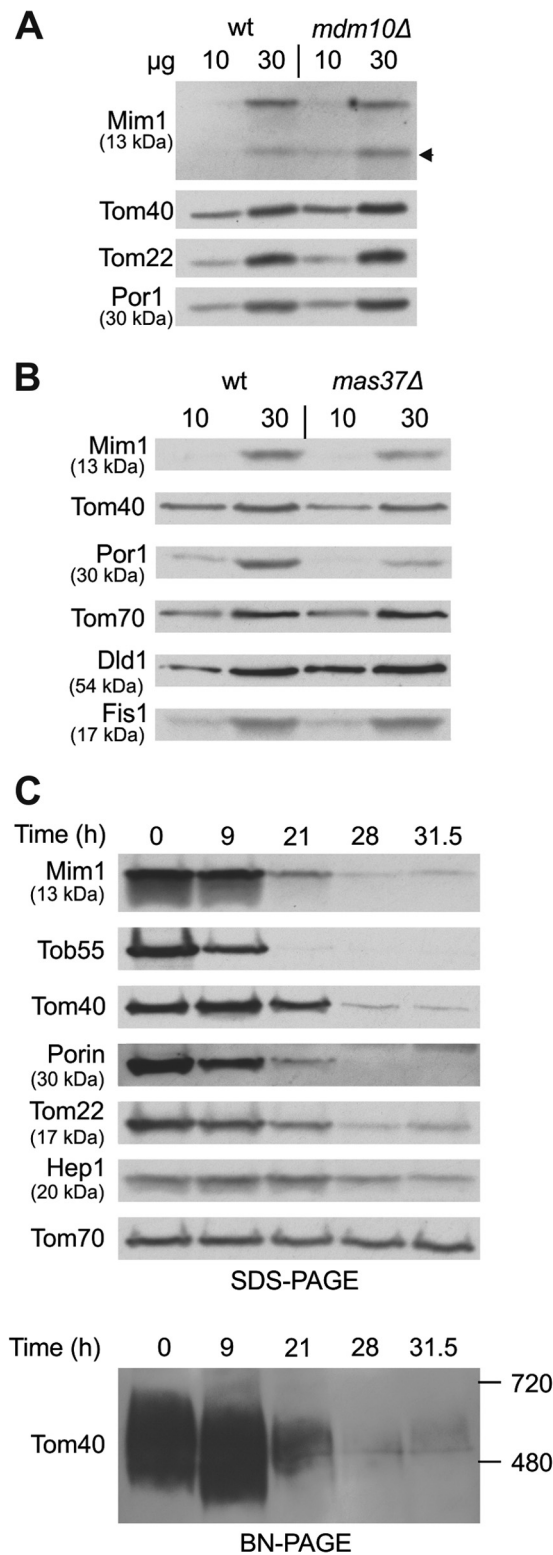 A
wt mdm10Δ
µg 10 30 10 30
Mim1
(13 kDa)
Tom40
Tom22
Por1
(30 kDa)
B
wt mas37Δ
10 30 10 30
Mim1
(13 kDa)
Tom40
Por1
(30 kDa)
Tom70
Dld1
(54 kDa)
Fis1
(17 kDa)
C
Time (h) 0 9 21 28 31.5
Mim1
(13 kDa)
Tob55
Tom40
Porin
(30 kDa)
Tom22
(17 kDa)
Hep1
(20 kDa)
Tom70
SDS-PAGE
Time (h) 0 9 21 28 31.5
720
Tom40
480
BN-PAGE